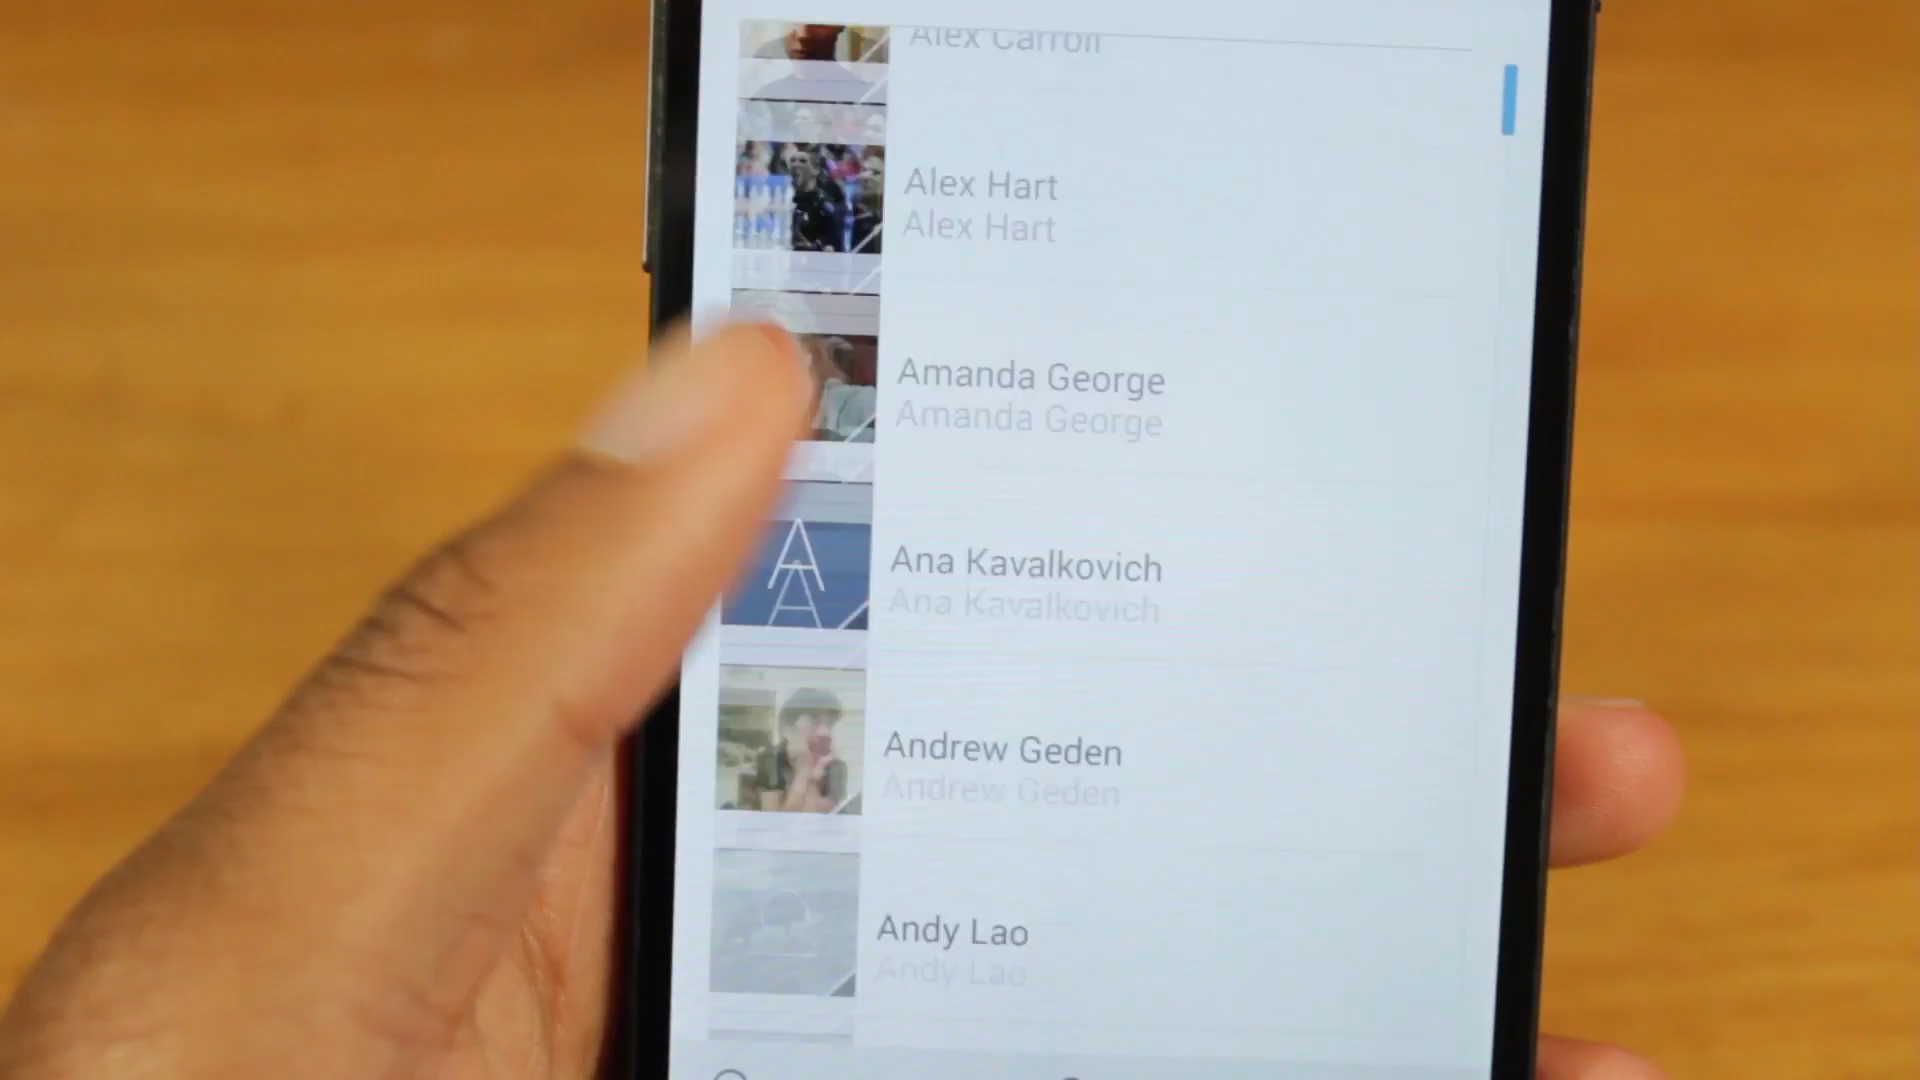 Alex Carroll
Alex Hart
Alex Hart
Amanda George
Amanda George
A
A
Ana Kavalkovich
Ana Kavalkovich
Andrew Geden
Andrew Geden
Andy Lao
Andy Lao